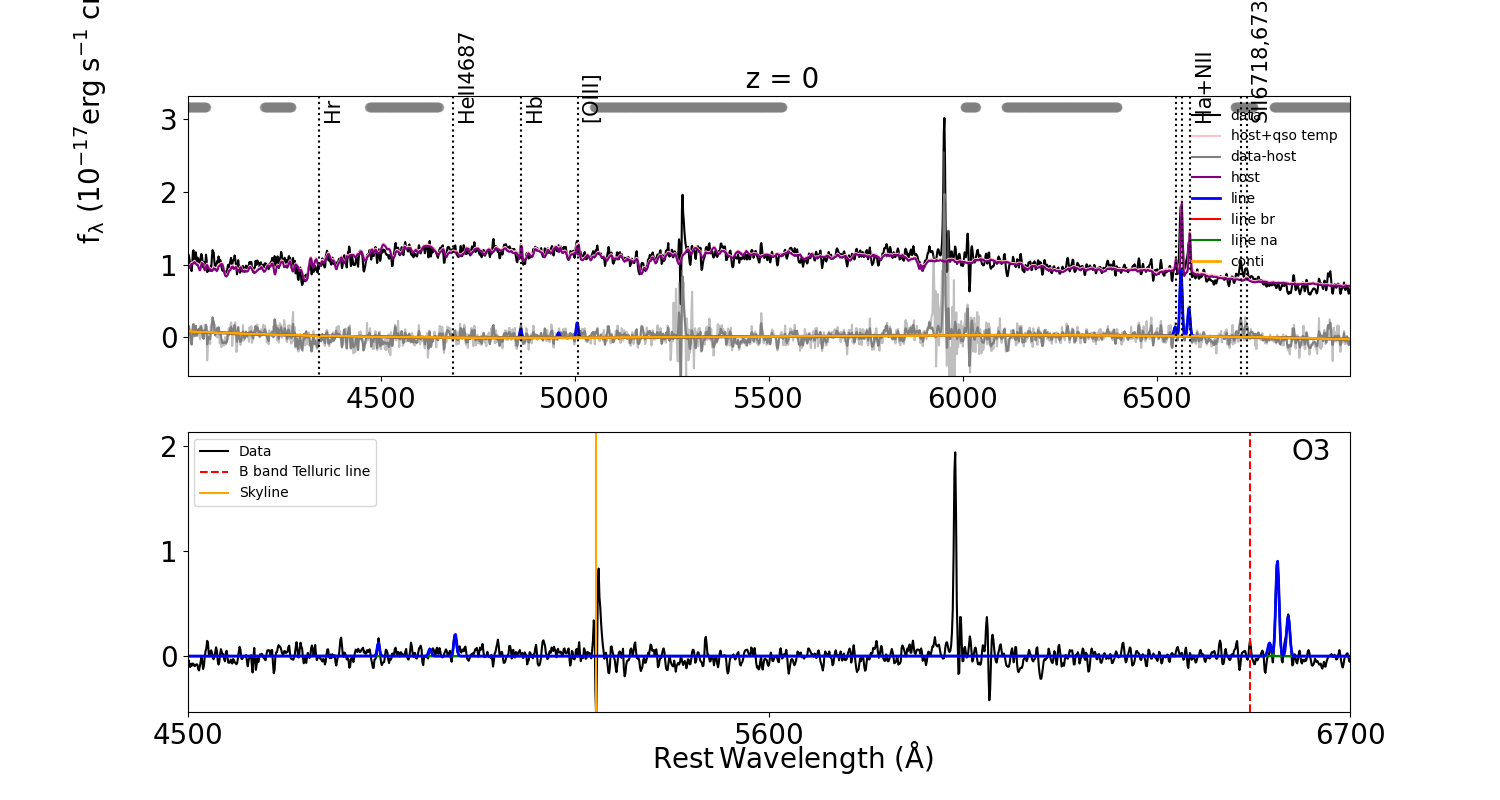 z = 0
fλ (10−17erg s−1 c
Hr
HeII4687
Hb
[OIII]
Ha+NII
SII6718,673
data
host+qso temp
data-host
host
line
line br
line na
conti
3
2
1
0
4500 5000 5500 6000 6500
O3
Data
B band Telluric line
Skyline
2
1
0
4500 5600 6700
Rest Wavelength (Å)